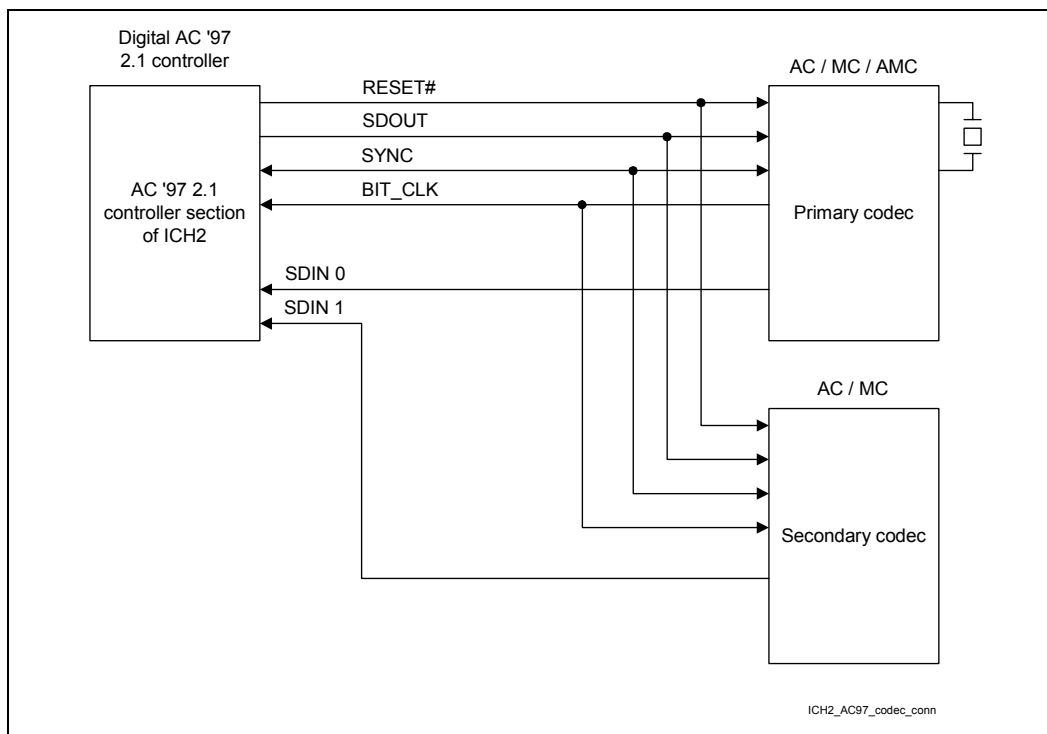 Digital AC '97
2.1 controller
AC / MC / AMC
RESET#
SDOUT
SYNC
BIT_CLK
AC '97 2.1
controller section
of ICH2
Primary codec
SDIN 0
SDIN 1
AC / MC
Secondary codec
ICH2_AC97_codec_conn